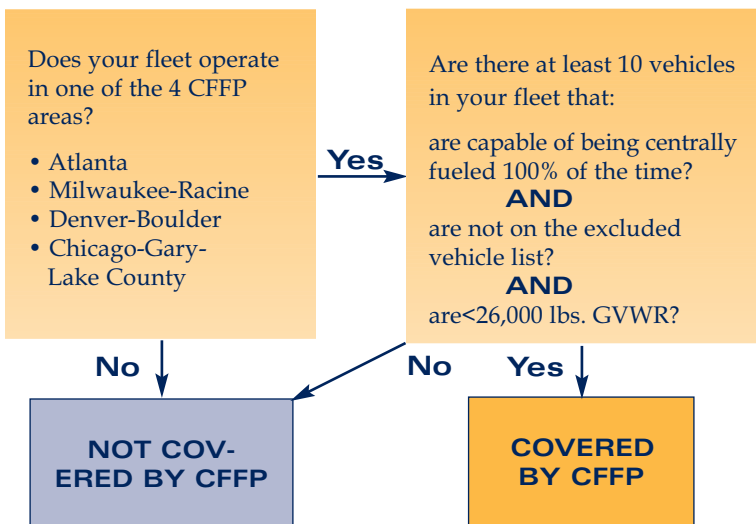 Does your fleet operate
in one of the 4 CFFP
areas?
• Atlanta
• Milwaukee-Racine
• Denver-Boulder
• Chicago-Gary-
Lake County
Yes
Are there at least 10 vehicles
in your fleet that:
are capable of being centrally
fueled 100% of the time?
AND
are not on the excluded
vehicle list?
AND
are<26,000 lbs. GVWR?
No
No
Yes
NOT COV-
ERED BY CFFP
COVERED
BY CFFP